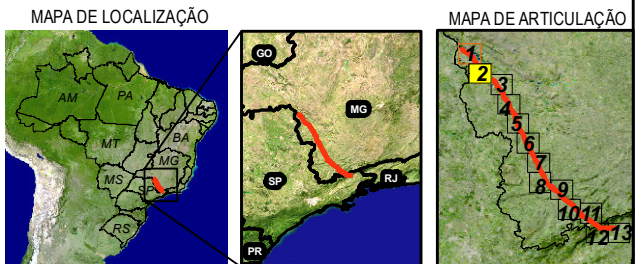 MAPA DE LOCALIZAÇÃO
AM
PA
BA
MT
MG
MS
SP
RS
GO
MG
SP
RJ
PR
MAPA DE ARTICULAÇÃO
1
2
3
4
5
6
7
8
9
10
11
12
13